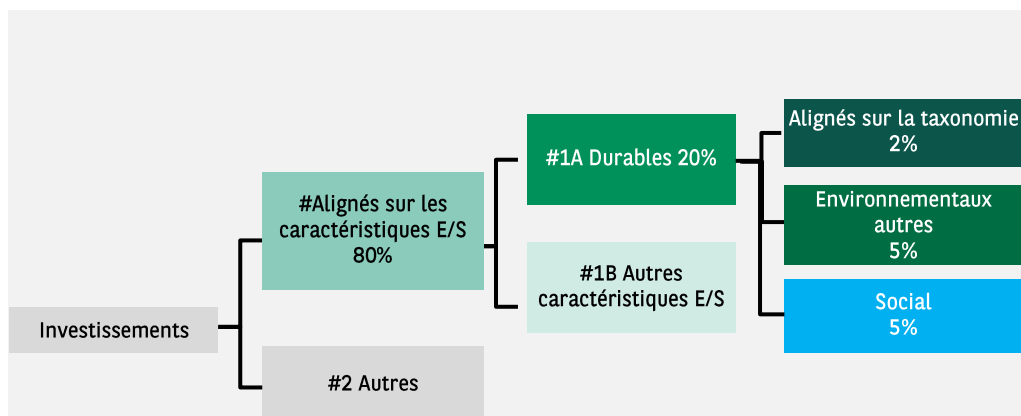 Investissements
#Alignés sur les
caractéristiques E/S
80%
#2 Autres
#1A Durables 20%
#1B Autres
caractéristiques E/S
Alignés sur la taxonomie
2%
Environnementaux
autres
5%
Social
5%